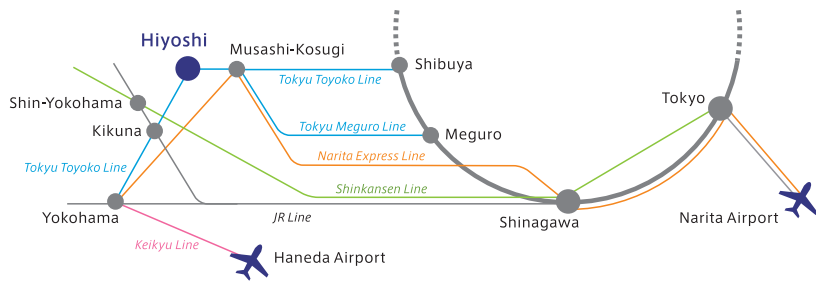 Hiyoshi
Musashi-Kosugi
Shibuya
Tokyu Toyoko Line
Shin-Yokohama
Tokyo
Kikuna
Tokyu Meguro Line
Meguro
Narita Express Line
Tokyu Toyoko Line
Shinkansen Line
Yokohama
JR Line
Shinagawa
Narita Airport
Keikyu Line
Haneda Airport